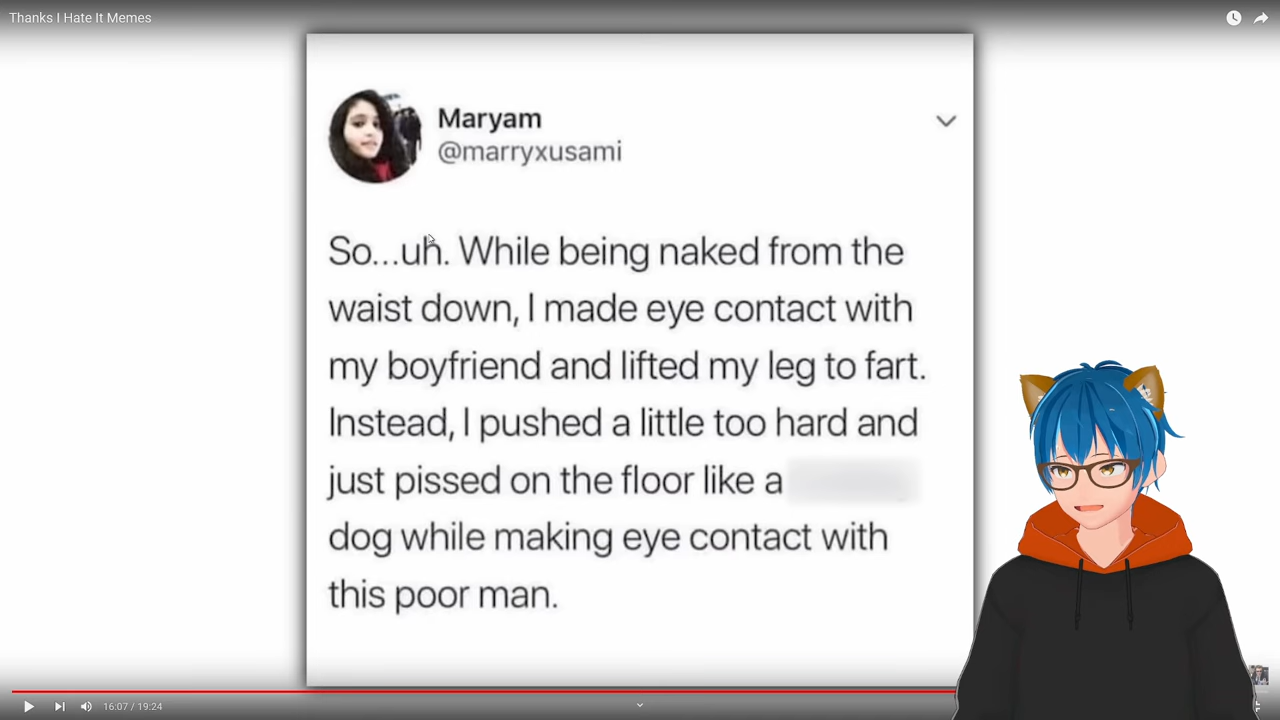 Thanks I Hate It Memes
Maryam
@marryxusami
So...uh. While being naked from the
waist down, I made eye contact with
my boyfriend and lifted my leg to fart.
Instead, I pushed a little too hard and
just pissed on the floor like a
dog while making eye contact with
this poor man.
16:07 / 19:24